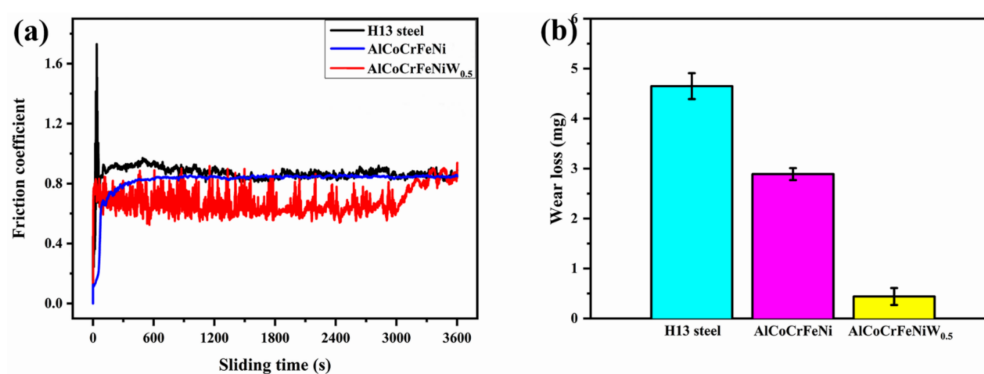 (a)
H13 steel
AlCoCrFeNi
AlCoCrFeNiW0.5
1.6
1.2
0.8
0.4
0.0
Friction coefficient
0 600 1200 1800 2400 3000 3600
Sliding time (s)
(b)
6
5
4
3
2
1
0
Wear loss (mg)
H13 steel AlCoCrFeNi AlCoCrFeNiW0.5